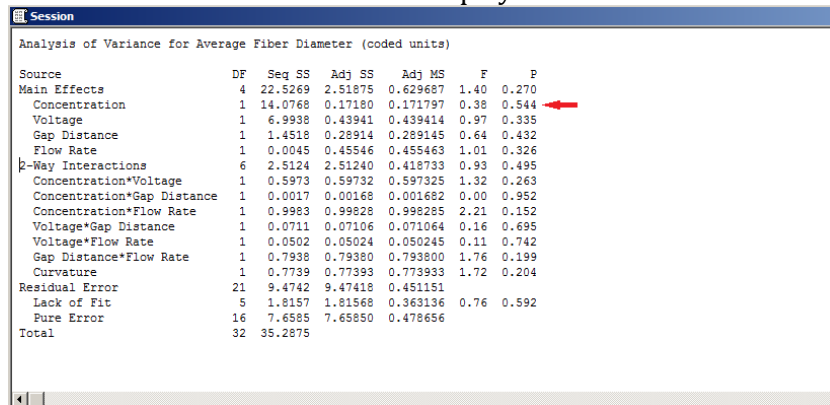 Session
Analysis of Variance for Average Fiber Diameter (coded units)
Source DF Seq SS Adj SS Adj MS F P
Main Effects 4 22.5269 2.51875 0.629687 1.40 0.270
Concentration 1 14.0768 0.17180 0.171797 0.38 0.544
Voltage 1 6.9938 0.43941 0.439414 0.97 0.335
Gap Distance 1 1.4518 0.28914 0.289145 0.64 0.432
Flow Rate 1 0.0045 0.45546 0.455463 1.01 0.326
2-Way Interactions 6 2.5124 2.51240 0.418733 0.93 0.495
Concentration*Voltage 1 0.5973 0.59732 0.597325 1.32 0.263
Concentration*Gap Distance 1 0.0017 0.00168 0.001682 0.00 0.952
Concentration*Flow Rate 1 0.9983 0.99828 0.998285 2.21 0.152
Voltage*Gap Distance 1 0.0711 0.07106 0.071064 0.16 0.695
Voltage*Flow Rate 1 0.0502 0.05024 0.050245 0.11 0.742
Gap Distance*Flow Rate 1 0.7938 0.79380 0.793800 1.76 0.199
Curvature 1 0.7739 0.77393 0.773933 1.72 0.204
Residual Error 21 9.4742 9.47418 0.451151
Lack of Fit 5 1.8157 1.81568 0.363136 0.76 0.592
Pure Error 16 7.6585 7.65850 0.478656
Total 32 35.2875